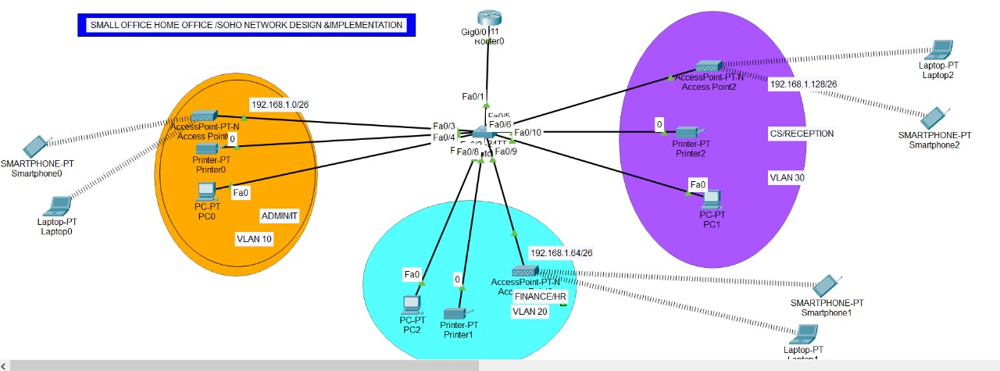 SMALL OFFICE HOME OFFICE /SOHO NETWORK DESIGN &IMPLEMENTATION
Gig0/0
11
Router0
Fa0/1
Fa0/5
Fa0/6
Fa0/3
Fa0/4
Fa0/10
Fa0/8
Fa0/9
192.168.1.0/26
AccessPoint-PT-N
Access
0
Printer-PT
Printer0
Fa0
PC-PT
PC0
ADMIN/IT
VLAN 10
SMARTPHONE-PT
Smartphone0
Laptop-PT
Laptop0
AccessPoint-PT-N
Access Point2
192.168.1.128/26
0
Printer-PT
Printer2
CS/RECEPTION
VLAN 30
Fa0
PC-PT
PC1
Laptop-PT
Laptop2
SMARTPHONE-PT
Smartphone2
192.168.1.64/26
Fa0
0
AccessPoint-PT-N
FINANCE/HR
VLAN 20
PC-PT
PC2
Printer-PT
Printer1
SMARTPHONE-PT
Smartphone1
Laptop-PT
Laptop1